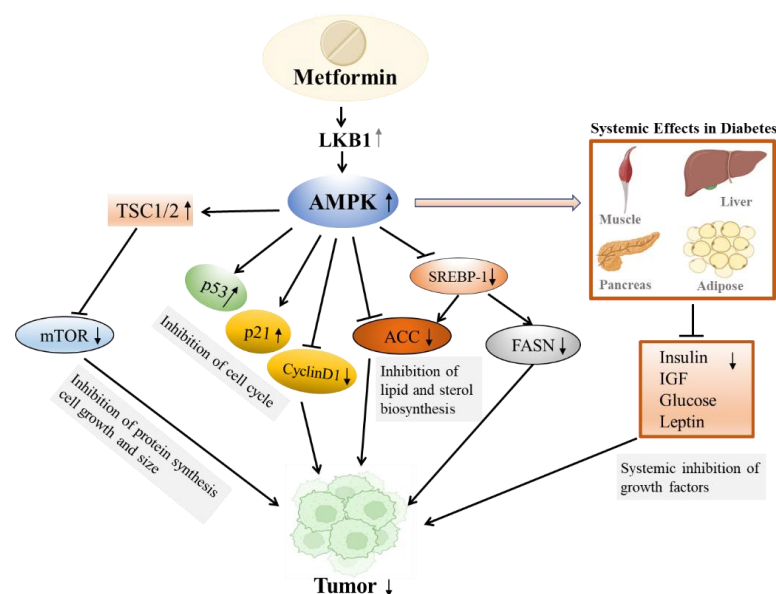 Metformin
LKB1↑
AMPK ↑
Systemic Effects in Diabetes
Muscle
Liver
Pancreas
Adipose
TSC1/2 ↑
p53 ↑
p21 ↑
CyclinD1 ↓
SREBP-1 ↓
mTOR ↓
ACC ↓
FASN ↓
Inhibition of cell cycle
Inhibition of
lipid and sterol
biosynthesis
Inhibition of protein synthesis
cell growth and size
Insulin ↓
IGF
Glucose
Leptin
Systemic inhibition of
growth factors
Tumor ↓